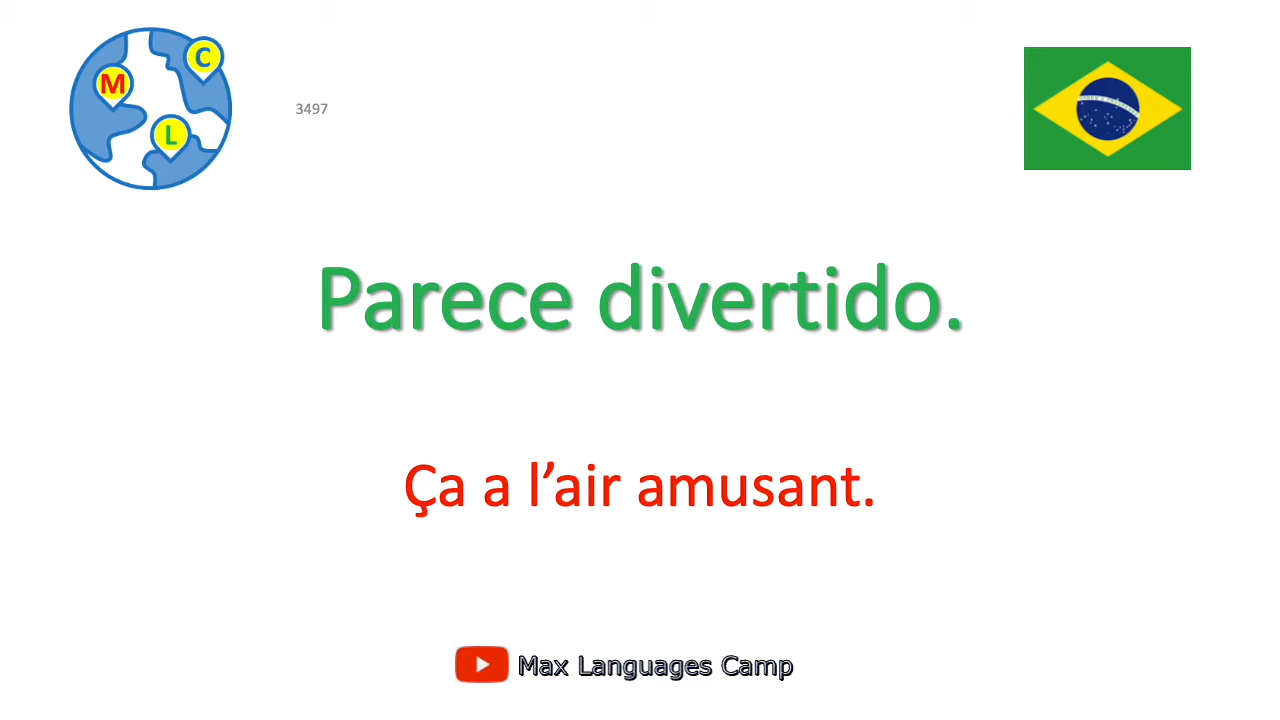 M
C
L
3497
Parece divertido.
Ça a l’air amusant.
Max Languages Camp